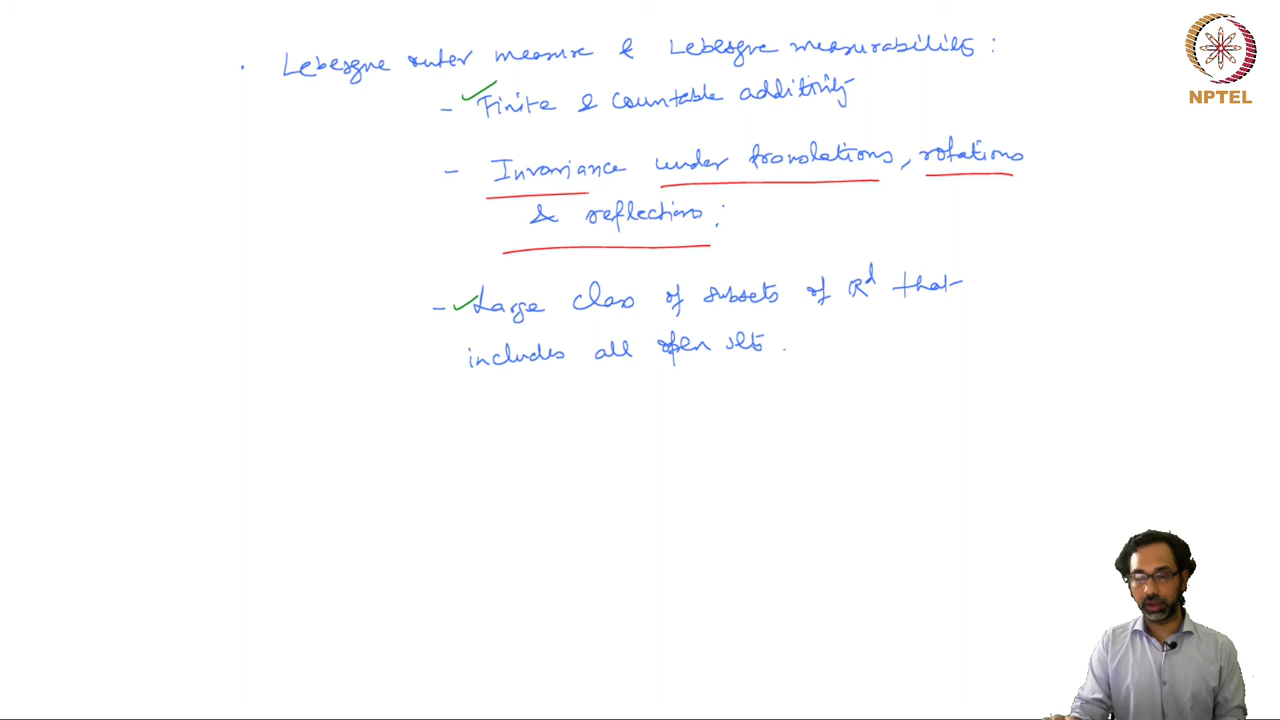 · Lebesgue outer measure & Lebesgue measurability :
- Finite & countable additivity
- Invariance under translations, rotations
& reflections ;
- Large class of subsets of ℝᵈ that
includes all open sets .
NPTEL